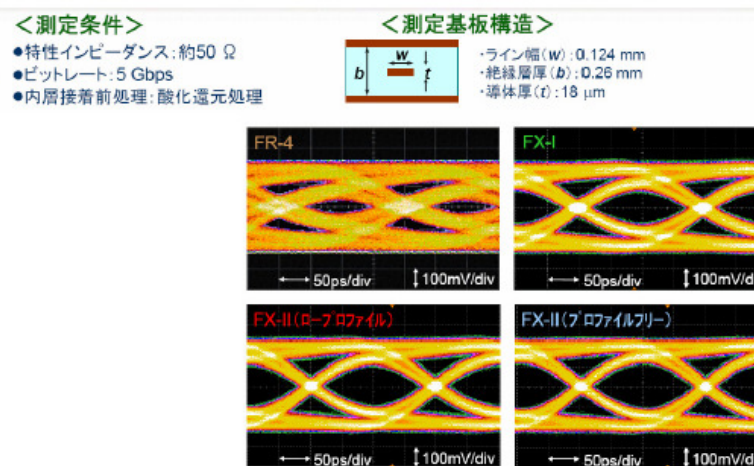 ＜測定条件＞
●特性インピーダンス：約50 Ω
●ビットレート：5 Gbps
●内層接着前処理：酸化還元処理
＜測定基板構造＞
w
b
t
・ライン幅(w)：0.124 mm
・絶縁層厚(b)：0.26 mm
・導体厚(t)：18 μm
FR-4
50ps/div
100mV/div
FX-I
50ps/div
100mV/d
FX-II(ロープロファイル)
50ps/div
100mV/div
FX-II(プロファイルフリー)
50ps/div
100mV/d